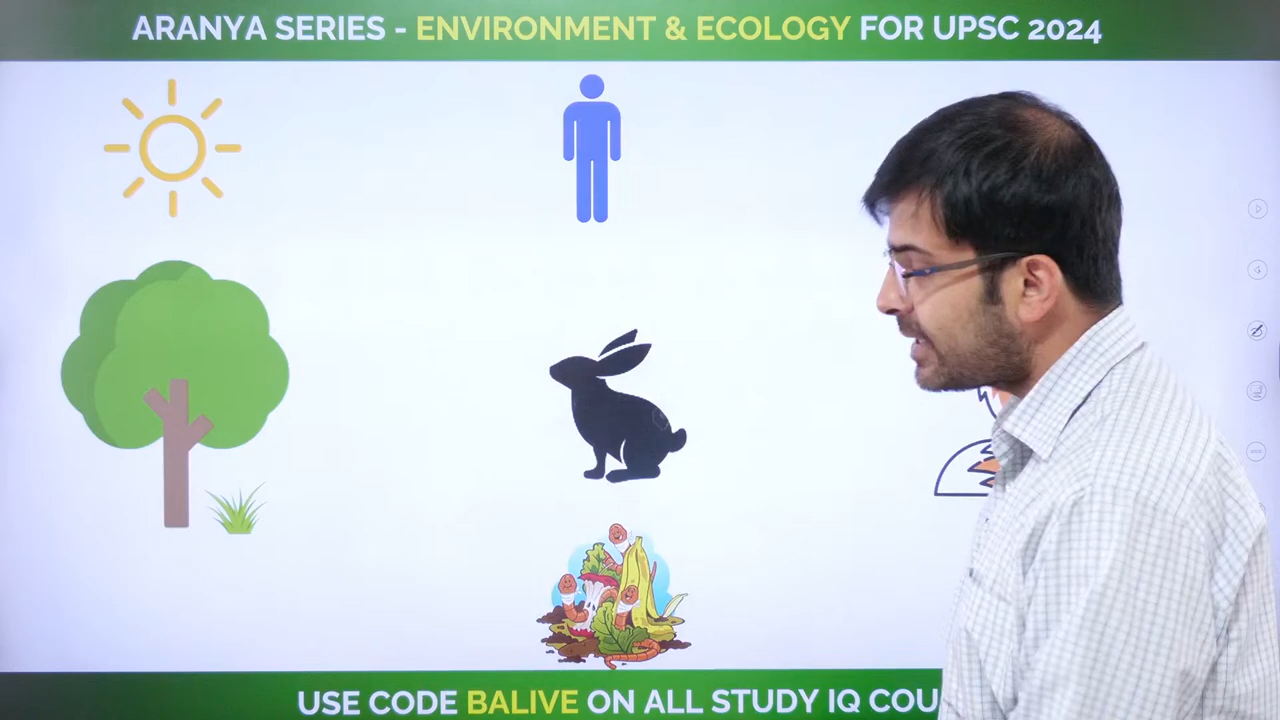 ARANYA SERIES - ENVIRONMENT & ECOLOGY FOR UPSC 2024
USE CODE BALIVE ON ALL STUDY IQ COU